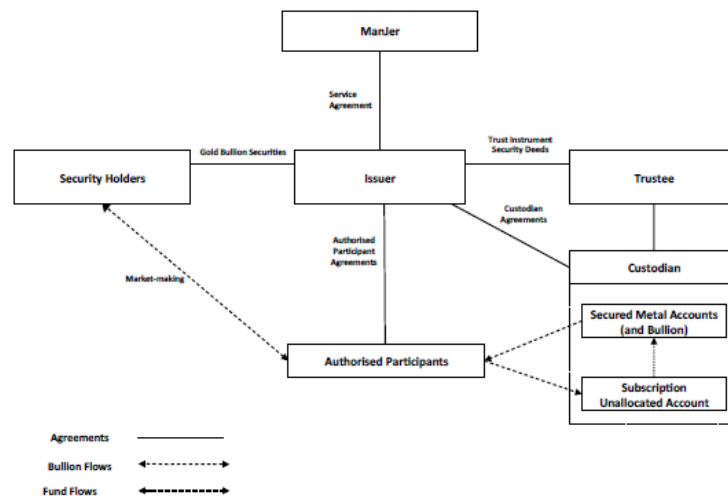 ManJer
Service
Agreement
Gold Bullion Securities
Trust Instrument
Security Deeds
Security Holders
Issuer
Trustee
Custodian
Agreements
Authorised
Participant
Agreements
Custodian
Market-making
Secured Metal Accounts
(and Bullion)
Authorised Participants
Subscription
Unallocated Account
Agreements
Bullion Flows
Fund Flows